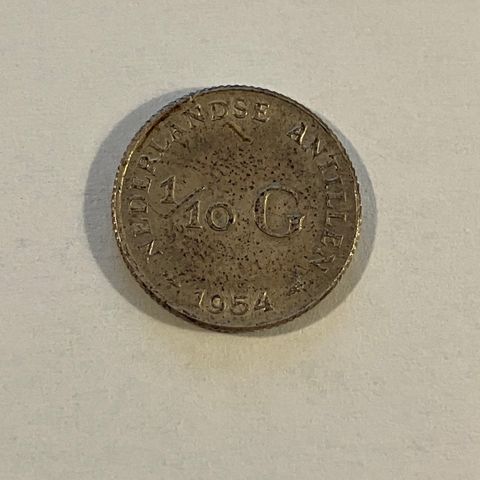 NEDERLANDSE ANTILLEN
1/10 G
1954